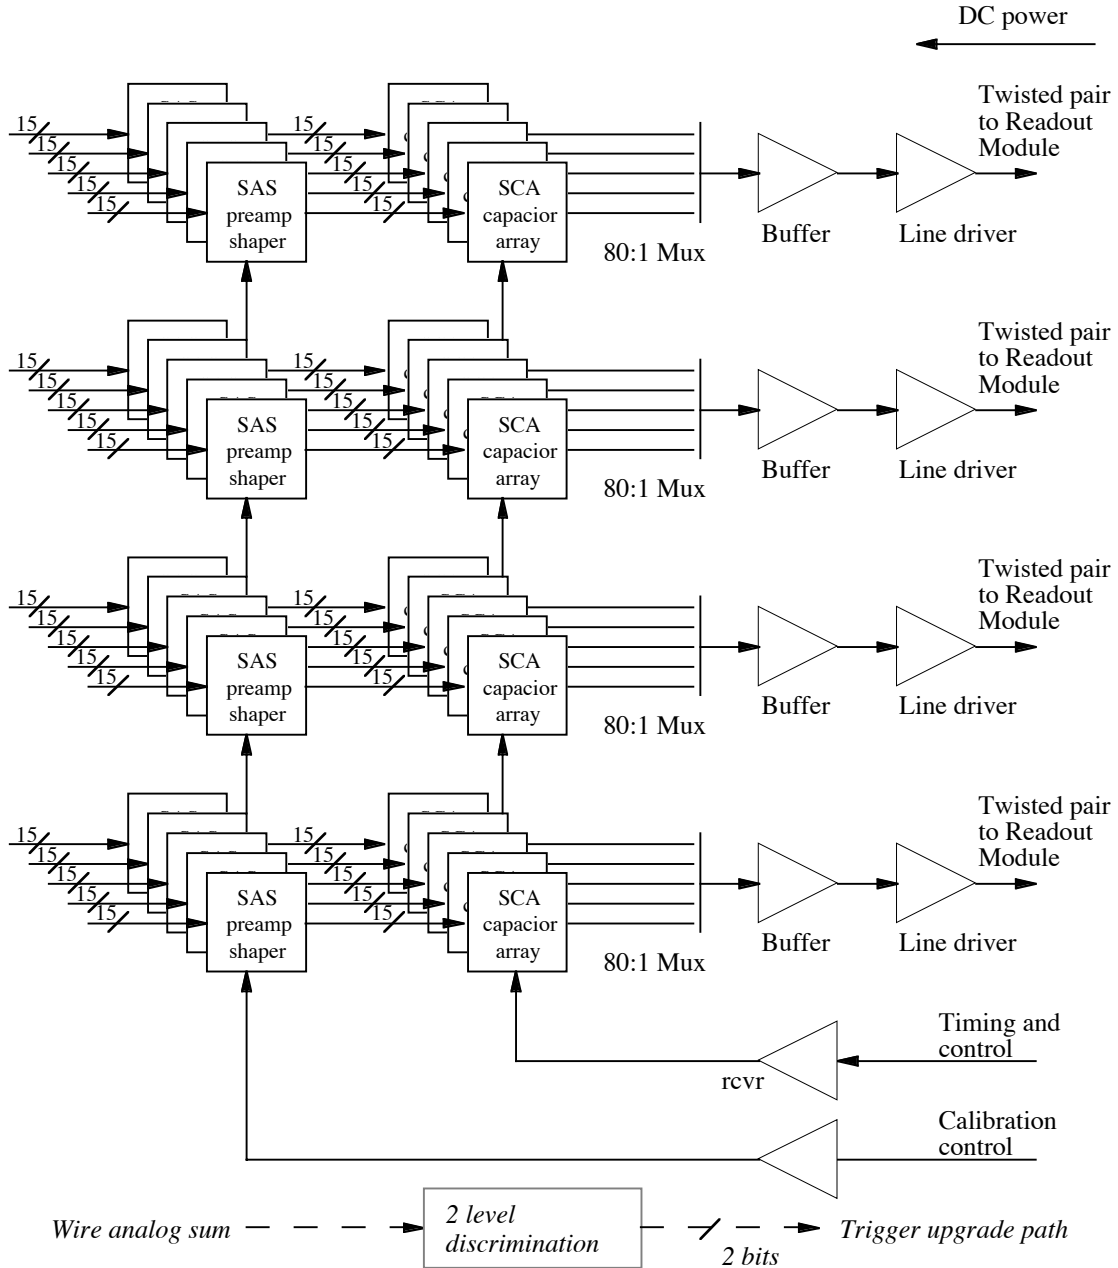 DC power
Twisted pair
to Readout
Module
15
15
15
15
15
15
15
15
15
15
SAS
preamp
shaper
SCA
capacior
array
80:1 Mux
Buffer
Line driver
Twisted pair
to Readout
Module
15
15
15
15
15
15
15
15
15
15
SAS
preamp
shaper
SCA
capacior
array
80:1 Mux
Buffer
Line driver
Twisted pair
to Readout
Module
15
15
15
15
15
15
15
15
15
15
SAS
preamp
shaper
SCA
capacior
array
80:1 Mux
Buffer
Line driver
Twisted pair
to Readout
Module
15
15
15
15
15
15
15
15
15
15
SAS
preamp
shaper
SCA
capacior
array
80:1 Mux
Buffer
Line driver
Timing and
control
rcvr
Calibration
control
Wire analog sum
2 level
discrimination
2 bits
Trigger upgrade path